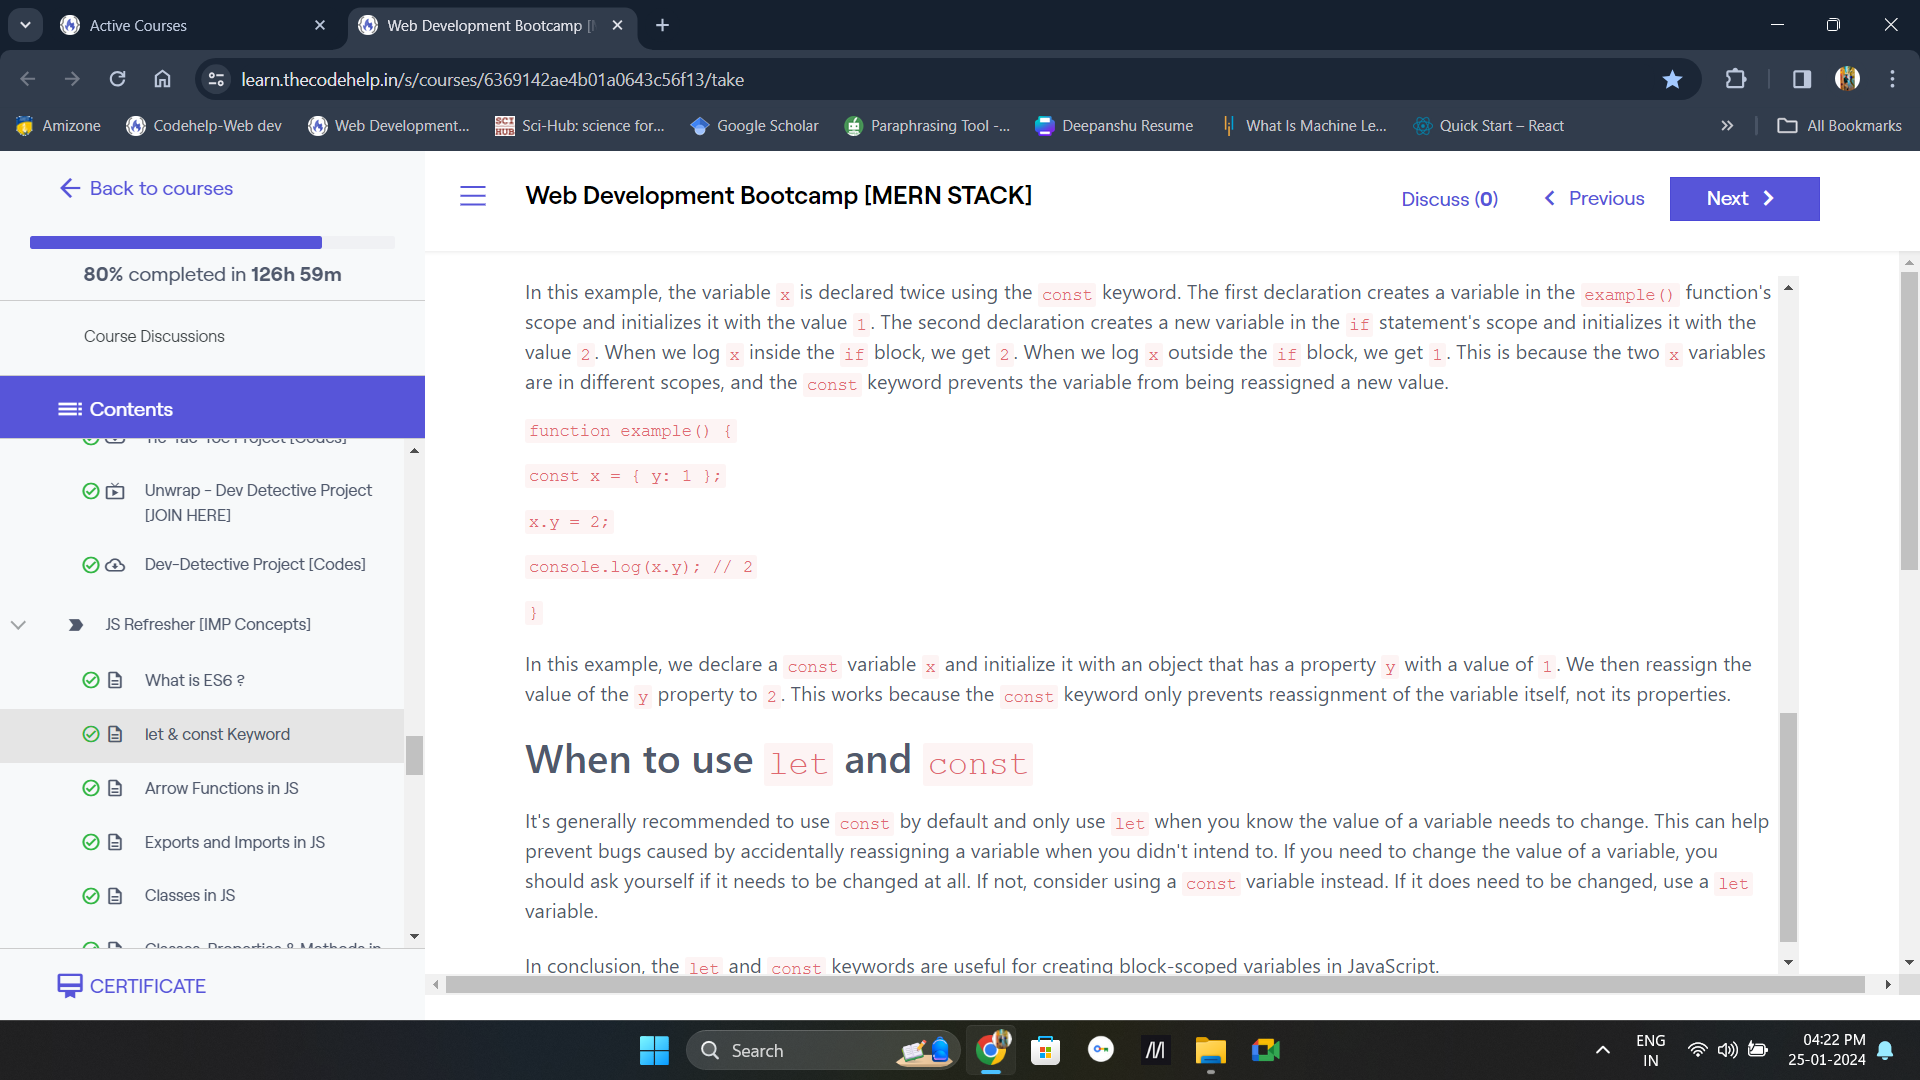 Active Courses
Web Development Bootcamp [
learn.thecodehelp.in/s/courses/6369142ae4b01a0643c56f13/take
Amizone
Codehelp-Web dev
Web Development...
SCI HUB
Sci-Hub: science for...
Google Scholar
Paraphrasing Tool -...
Deepanshu Resume
What Is Machine Le...
Quick Start – React
All Bookmarks
Back to courses
80% completed in 126h 59m
Course Discussions
Contents
Tic-Tac-Toe Project [Codes]
Unwrap - Dev Detective Project
[JOIN HERE]
Dev-Detective Project [Codes]
JS Refresher [IMP Concepts]
What is ES6 ?
let & const Keyword
Arrow Functions in JS
Exports and Imports in JS
Classes in JS
Classes, Properties & Methods in
CERTIFICATE
Web Development Bootcamp [MERN STACK]
Discuss (0)
Previous
Next
In this example, the variable x is declared twice using the const keyword. The first declaration creates a variable in the example() function's
scope and initializes it with the value 1. The second declaration creates a new variable in the if statement's scope and initializes it with the
value 2. When we log x inside the if block, we get 2. When we log x outside the if block, we get 1. This is because the two x variables
are in different scopes, and the const keyword prevents the variable from being reassigned a new value.
function example() {
const x = { y: 1 };
x.y = 2;
console.log(x.y); // 2
}
In this example, we declare a const variable x and initialize it with an object that has a property y with a value of 1. We then reassign the
value of the y property to 2. This works because the const keyword only prevents reassignment of the variable itself, not its properties.
When to use let and const
It's generally recommended to use const by default and only use let when you know the value of a variable needs to change. This can help
prevent bugs caused by accidentally reassigning a variable when you didn't intend to. If you need to change the value of a variable, you
should ask yourself if it needs to be changed at all. If not, consider using a const variable instead. If it does need to be changed, use a let
variable.
In conclusion, the let and const keywords are useful for creating block-scoped variables in JavaScript.
Search
ENG
IN
04:22 PM
25-01-2024